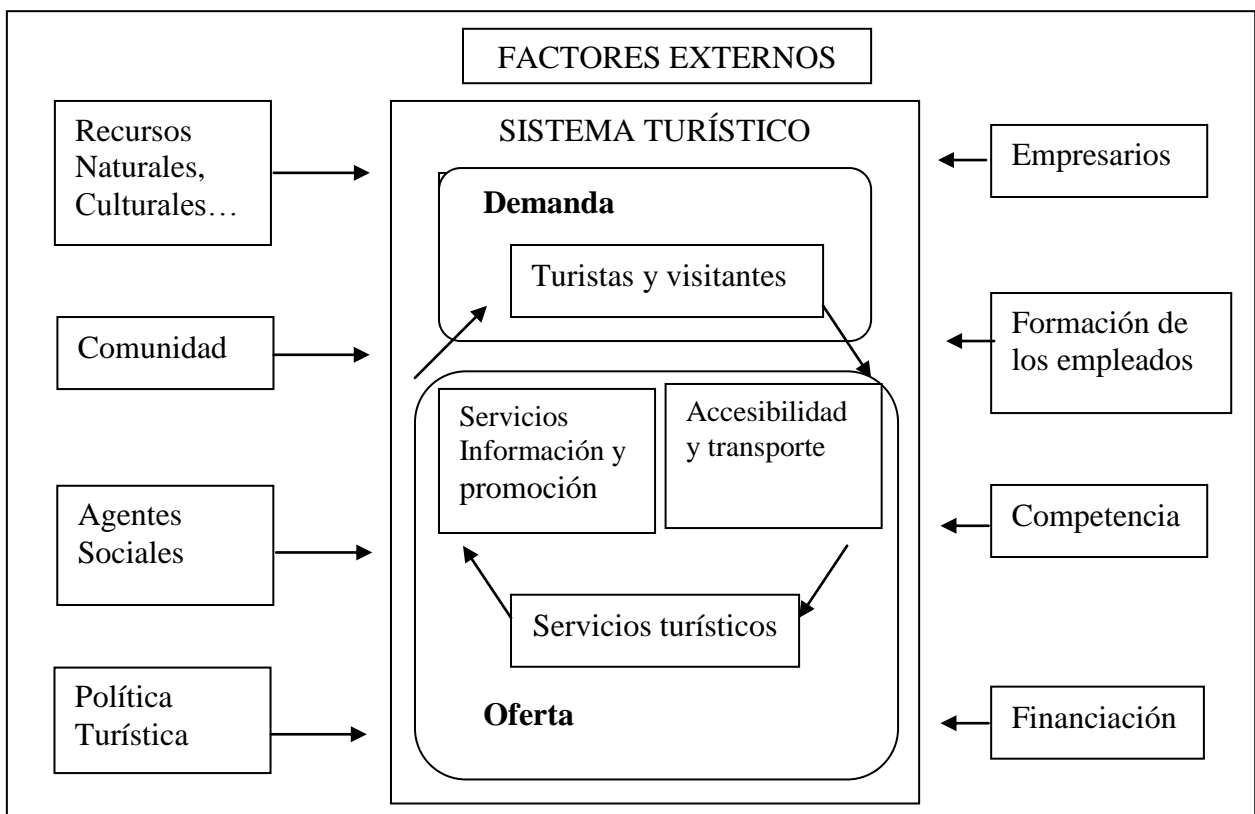 FACTORES EXTERNOS
Recursos
Naturales,
Culturales…
Comunidad
Agentes
Sociales
Política
Turística
SISTEMA TURÍSTICO
Demanda
Turistas y visitantes
Servicios
Información y
promoción
Accesibilidad
y transporte
Servicios turísticos
Oferta
Empresarios
Formación de
los empleados
Competencia
Financiación